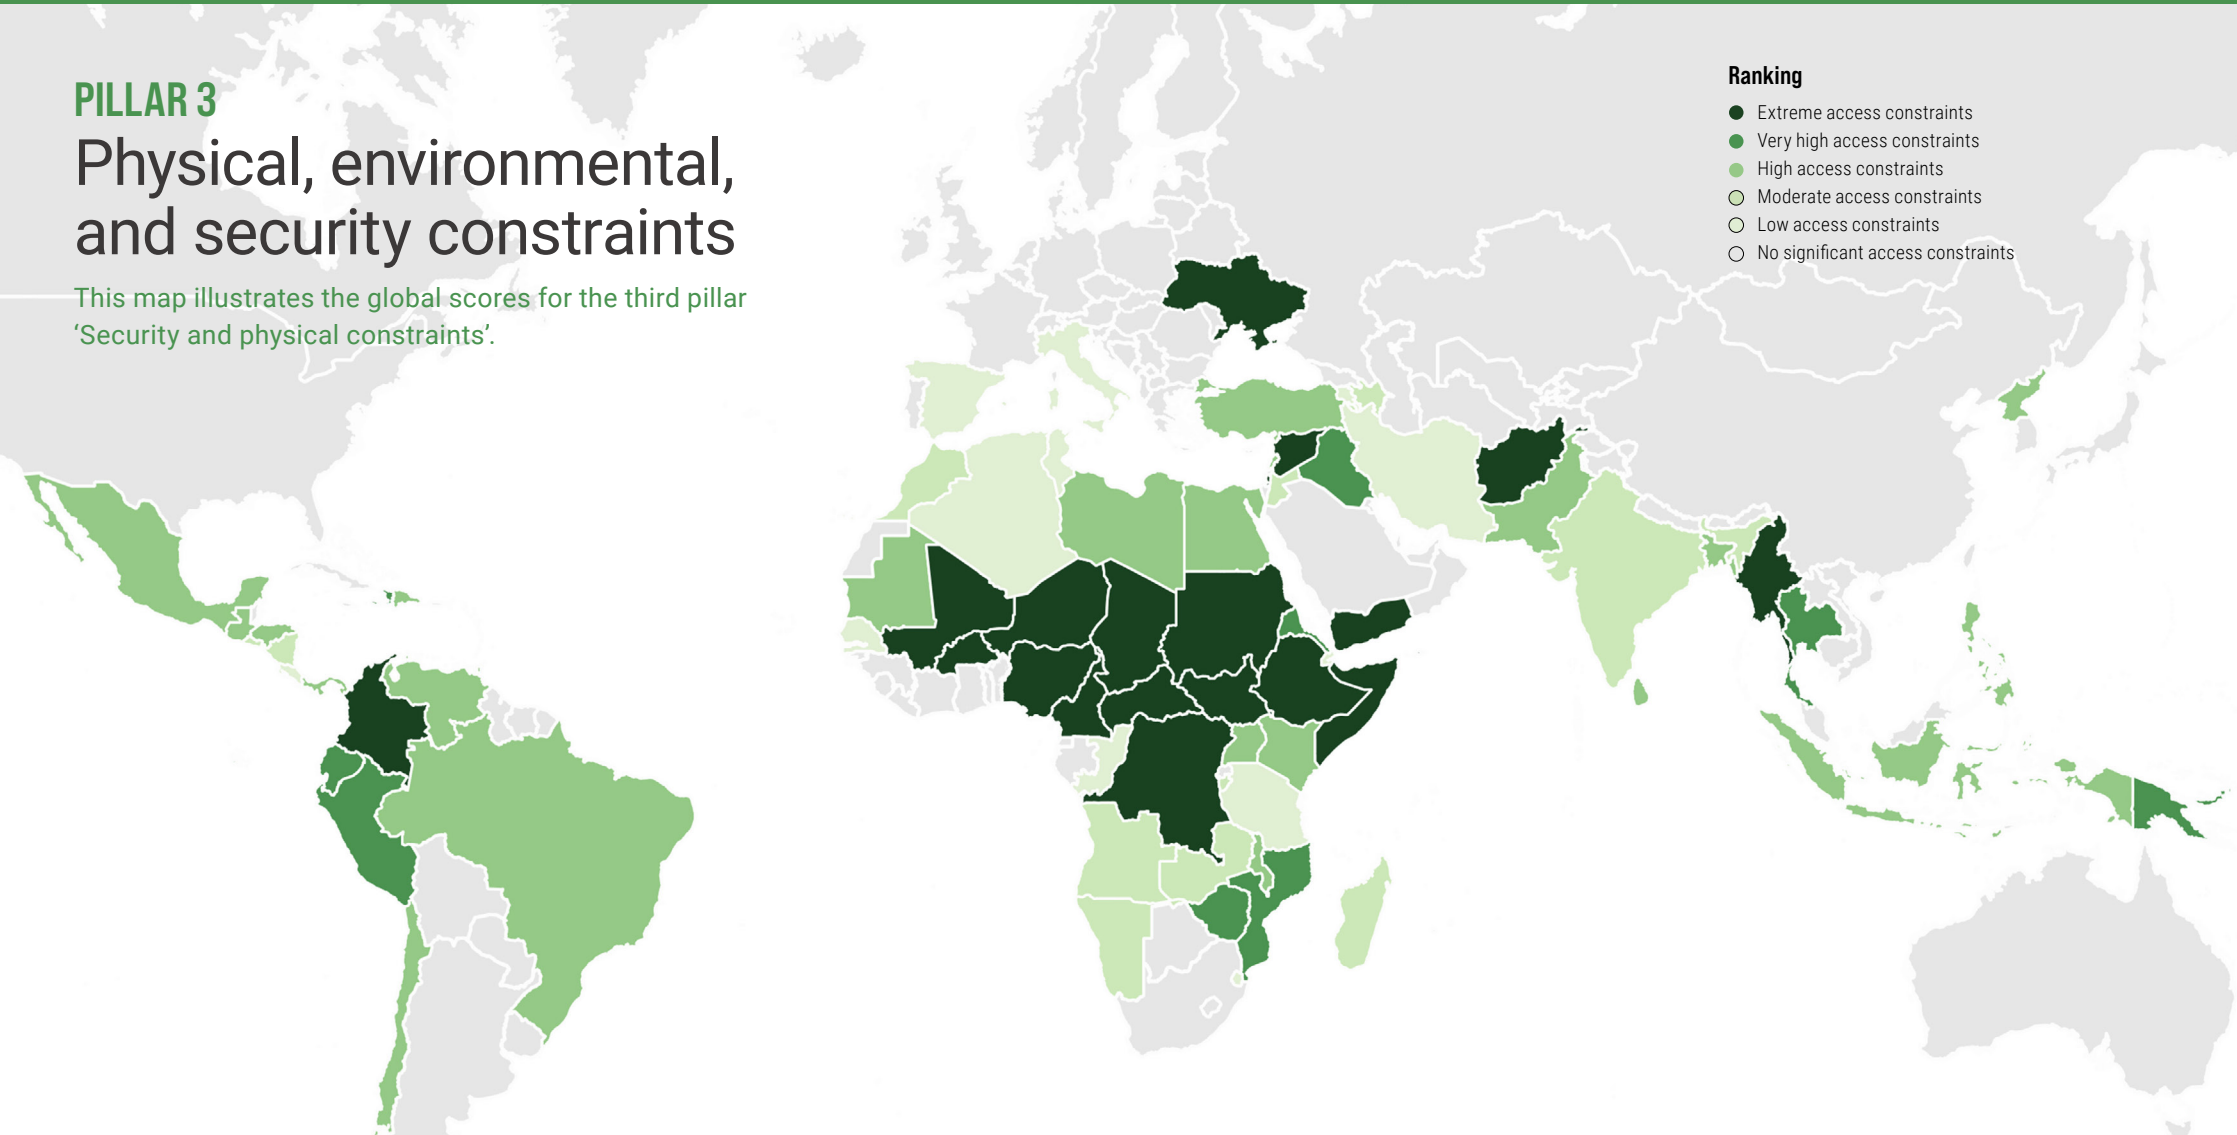 PILLAR 3
Physical, environmental,
and security constraints
This map illustrates the global scores for the third pillar
‘Security and physical constraints’.
Ranking
Extreme access constraints
Very high access constraints
High access constraints
Moderate access constraints
Low access constraints
No significant access constraints